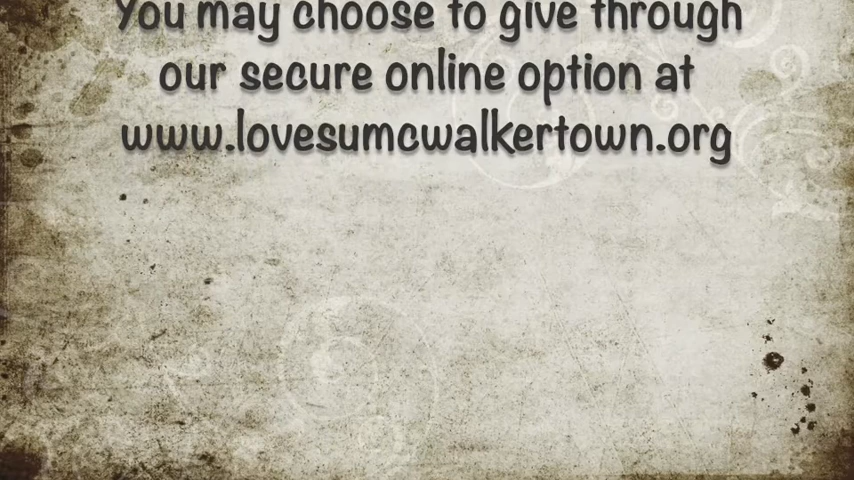 You may choose to give through
our secure online option at
www.lovesumcwalkertown.org